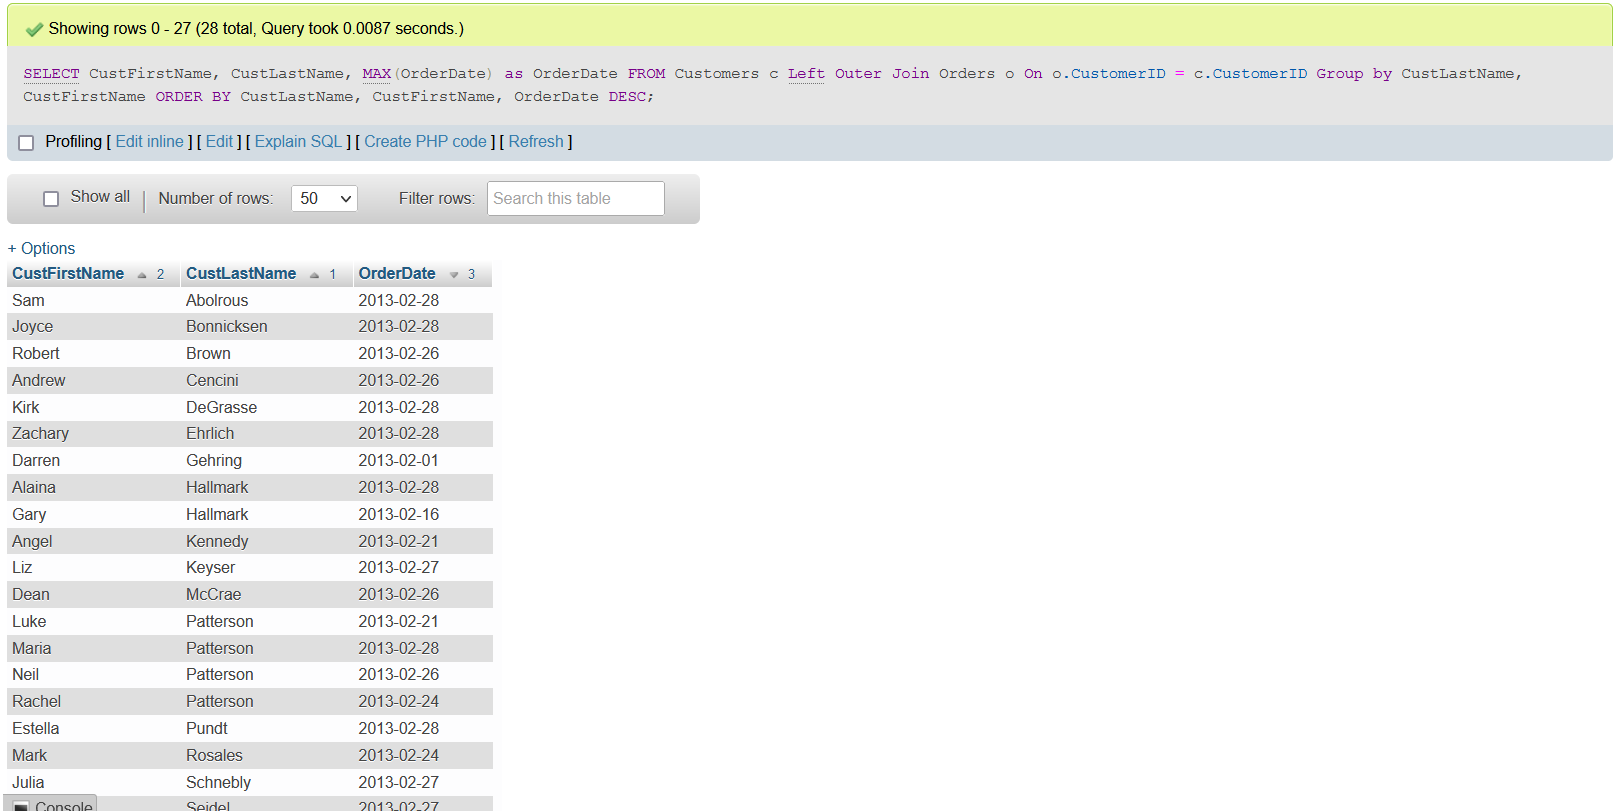 Showing rows 0 - 27 (28 total, Query took 0.0087 seconds.)
SELECT CustFirstName, CustLastName, MAX(OrderDate) as OrderDate FROM Customers c Left Outer Join Orders o On o.CustomerID = c.CustomerID Group by CustLastName,
CustFirstName ORDER BY CustLastName, CustFirstName, OrderDate DESC;
Profiling [ Edit inline ] [ Edit ] [ Explain SQL ] [ Create PHP code ] [ Refresh ]
Show all | Number of rows: 50 Filter rows: Search this table
+ Options
CustFirstName 2 CustLastName 1 OrderDate 3
Sam Abolrous 2013-02-28
Joyce Bonnicksen 2013-02-28
Robert Brown 2013-02-26
Andrew Cencini 2013-02-26
Kirk DeGrasse 2013-02-28
Zachary Ehrlich 2013-02-28
Darren Gehring 2013-02-01
Alaina Hallmark 2013-02-28
Gary Hallmark 2013-02-16
Angel Kennedy 2013-02-21
Liz Keyser 2013-02-27
Dean McCrae 2013-02-26
Luke Patterson 2013-02-21
Maria Patterson 2013-02-28
Neil Patterson 2013-02-26
Rachel Patterson 2013-02-24
Estella Pundt 2013-02-28
Mark Rosales 2013-02-24
Julia Schnebly 2013-02-27
Console Seidel 2013-02-27